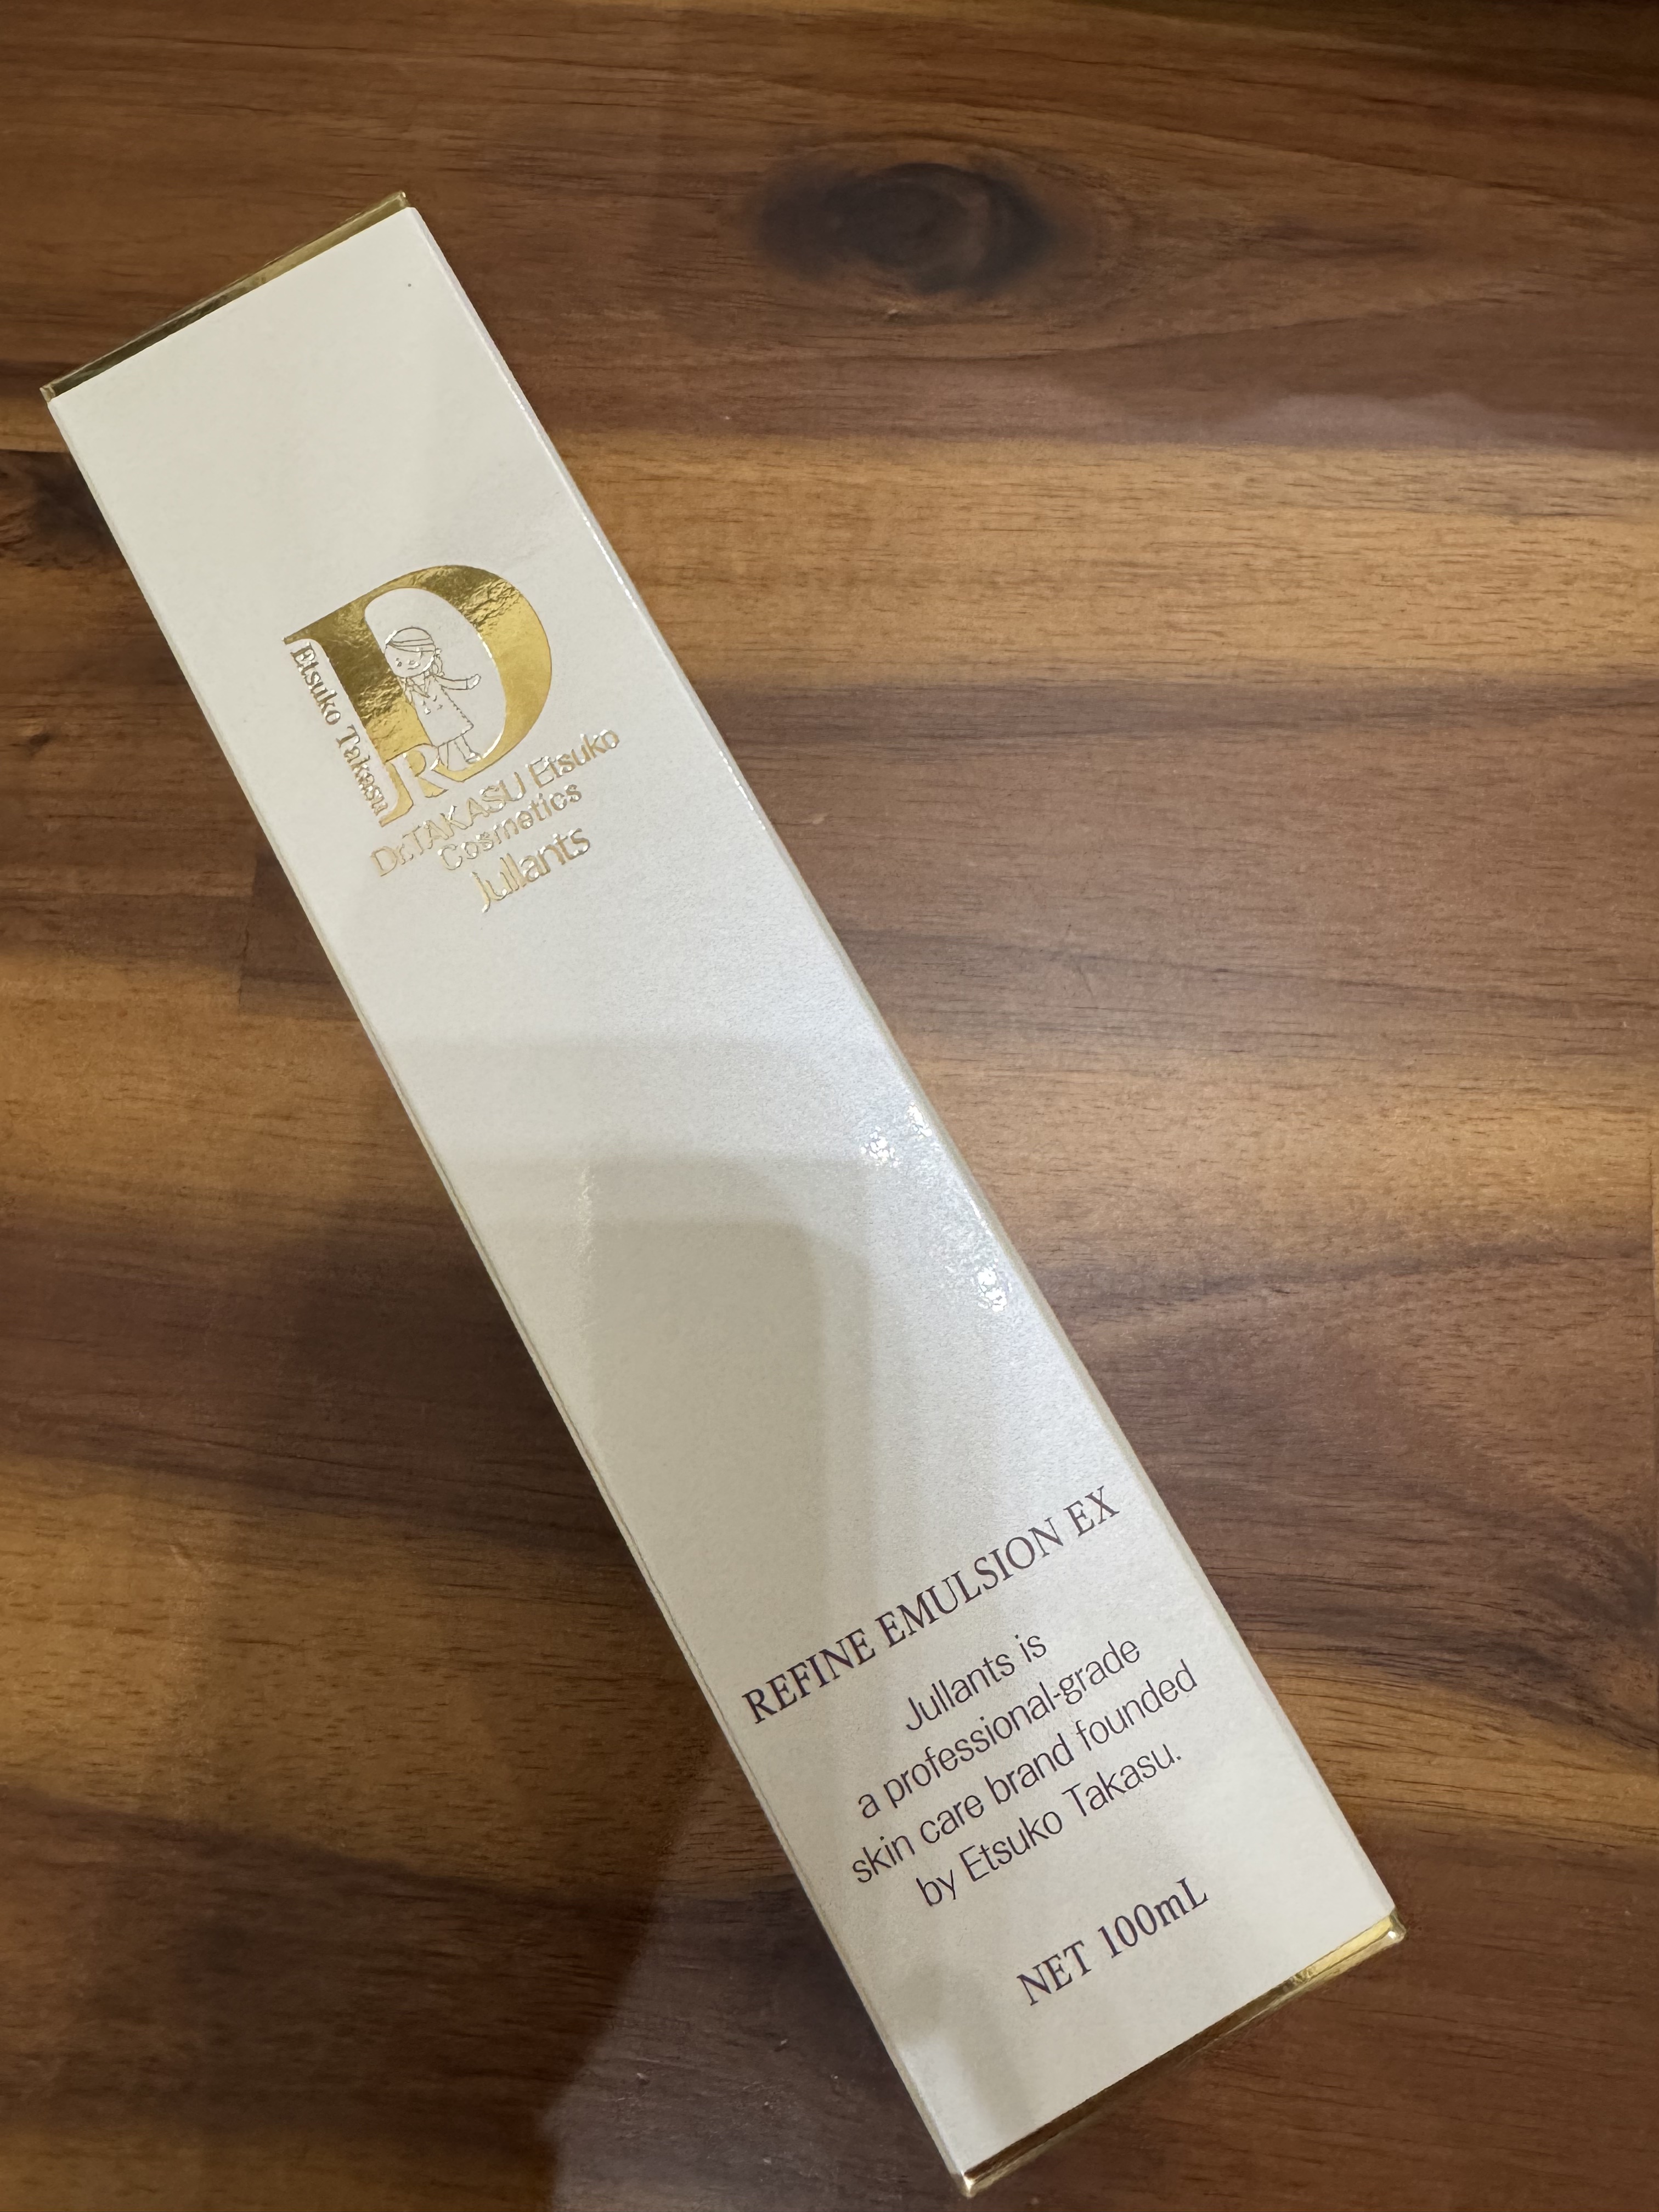 Etsuko Takasu
DR
Dr.TAKASU Etsuko
Cosmetics
Jullants
REFINE EMULSION EX
Jullants is
a professional-grade
skin care brand founded
by Etsuko Takasu.
NET 100mL